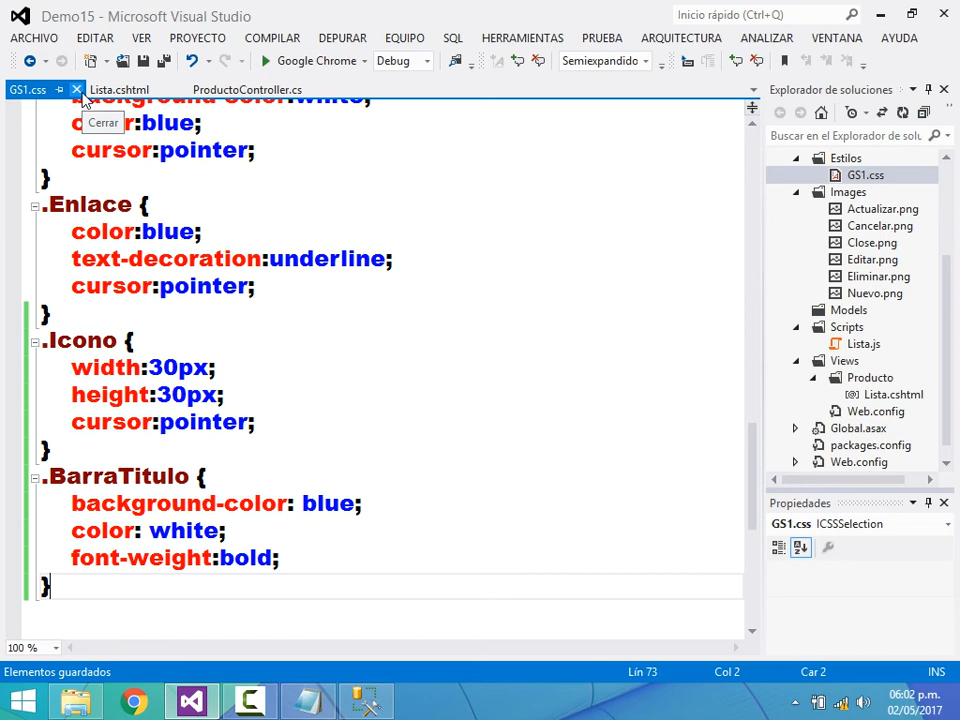 Demo15 - Microsoft Visual Studio
Inicio rápido (Ctrl+Q)
ARCHIVO EDITAR VER PROYECTO COMPILAR DEPURAR EQUIPO SQL HERRAMIENTAS PRUEBA ARQUITECTURA ANALIZAR VENTANA AYUDA
Google Chrome Debug Semiexpandido
GS1.css Lista.cshtml ProductoController.cs
Cerrar
color:blue;
cursor:pointer;
}
.Enlace {
color:blue;
text-decoration:underline;
cursor:pointer;
}
.Icono {
width:30px;
height:30px;
cursor:pointer;
}
.BarraTitulo {
background-color: blue;
color: white;
font-weight:bold;
}
100 %
Explorador de soluciones
Buscar en el Explorador de solu
Estilos
GS1.css
Images
Actualizar.png
Cancelar.png
Close.png
Editar.png
Eliminar.png
Nuevo.png
Models
Scripts
Lista.js
Views
Producto
Lista.cshtml
Web.config
Global.asax
packages.config
Web.config
Propiedades
GS1.css ICSSSelection
Elementos guardados Lín 73 Col 2 Car 2 INS
06:02 p.m.
02/05/2017